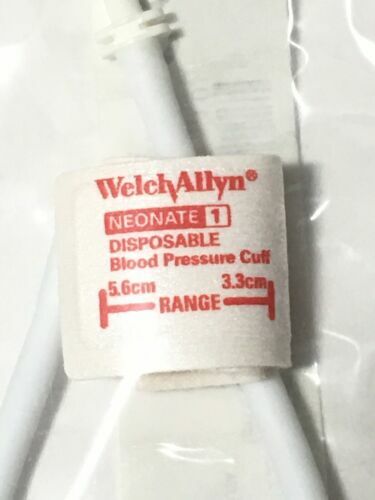 WelchAllyn®
NEONATE 1
DISPOSABLE
Blood Pressure Cuff
5.6cm 3.3cm
RANGE